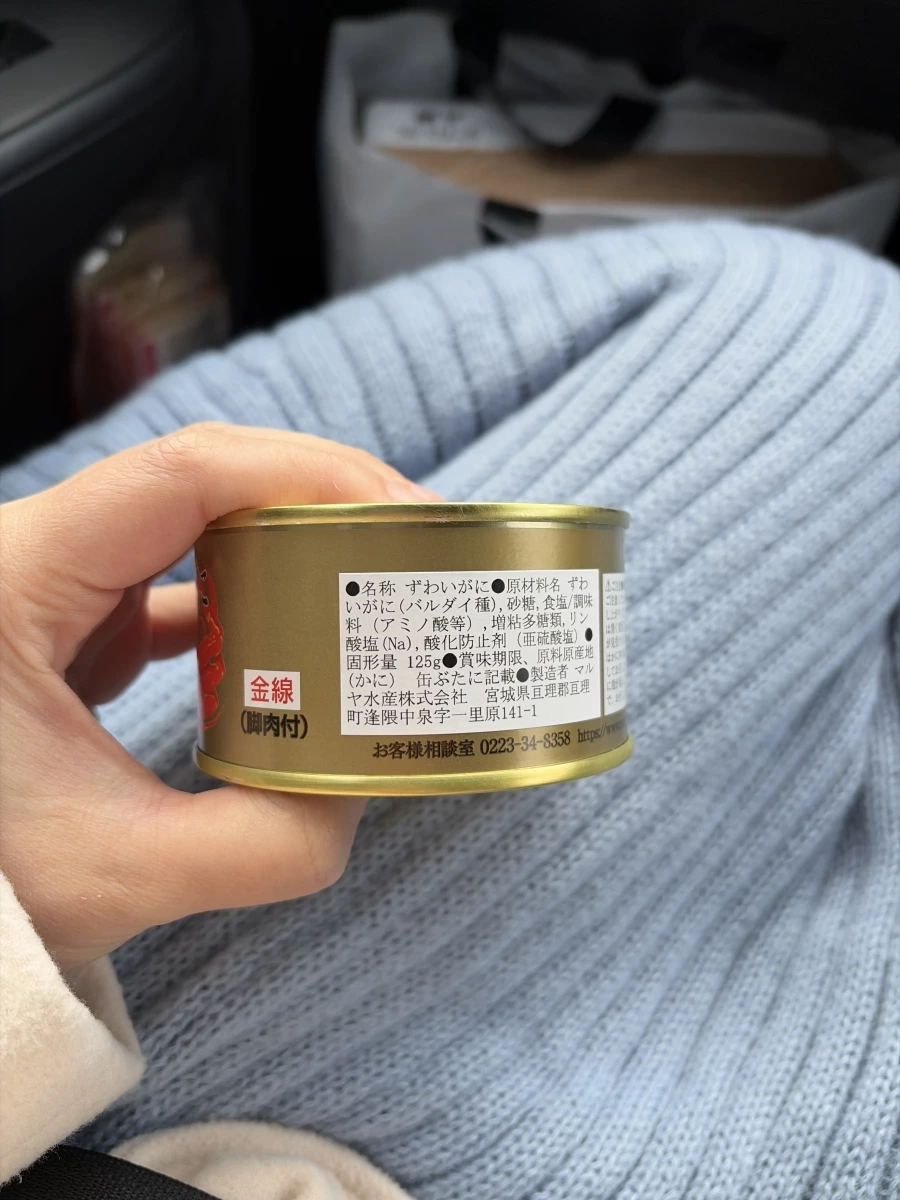 ●名称 ずわいがに●原材料名 ずわ
いがに(バルダイ種),砂糖,食塩/調味
料(アミノ酸等),増粘多糖類,リン
酸塩(Na),酸化防止剤(亜硫酸塩)●
固形量 125g●賞味期限、原料原産地
(かに) 缶ぶたに記載●製造者 マル
ヤ水産株式会社 宮城県亘理郡亘理
町逢隈中泉字一里原141-1
金線
(脚肉付)
お客様相談室 0223-34-8358 https://www